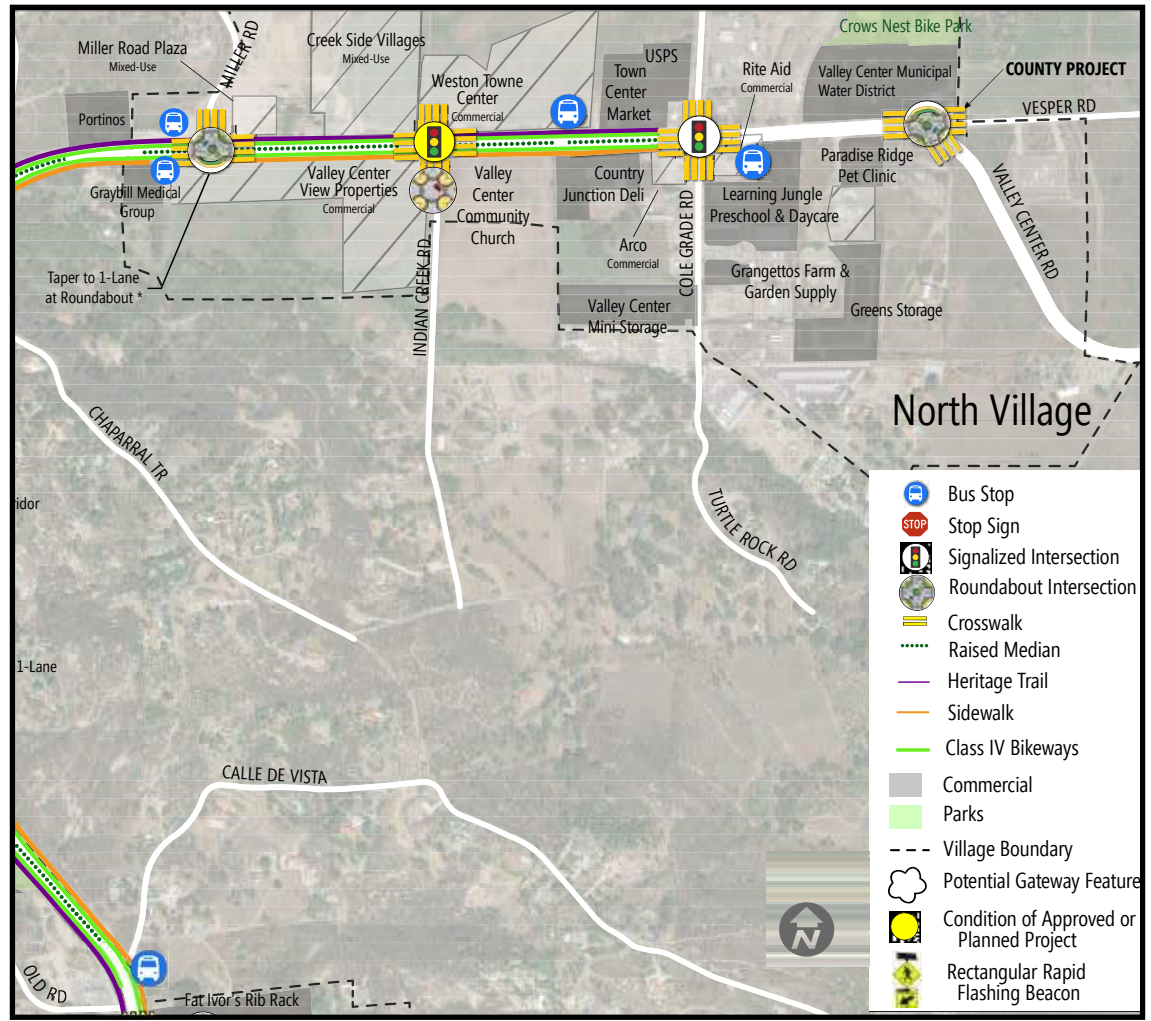 Crows Nest Bike Park
MILLER RD
Miller Road Plaza
Mixed-Use
Creek Side Villages
Mixed-Use
USPS
Town
Center
Market
Rite Aid
Commercial
Valley Center Municipal
Water District
COUNTY PROJECT
Weston Towne
Center
Commercial
VESPER RD
Portinos
Graybill Medical
Group
Valley Center
View Properties
Commercial
Valley
Center
Community
Church
Country
Junction Deli
Paradise Ridge
Pet Clinic
Learning Jungle
Preschool & Daycare
VALLEY CENTER RD
COLE GRADE RD
Arco
Commercial
INDIAN CREEK RD
Taper to 1-Lane
at Roundabout *
Grangettos Farm &
Garden Supply
Valley Center
Mini Storage
Greens Storage
North Village
CHAPARRAL TR
TURTLE ROCK RD
ridor
1-Lane
CALLE DE VISTA
OLD RD
Fat Ivor's Rib Rack
N
Bus Stop
STOP
Stop Sign
Signalized Intersection
Roundabout Intersection
Crosswalk
Raised Median
Heritage Trail
Sidewalk
Class IV Bikeways
Commercial
Parks
Village Boundary
Potential Gateway Feature
Condition of Approved or
Planned Project
Rectangular Rapid
Flashing Beacon